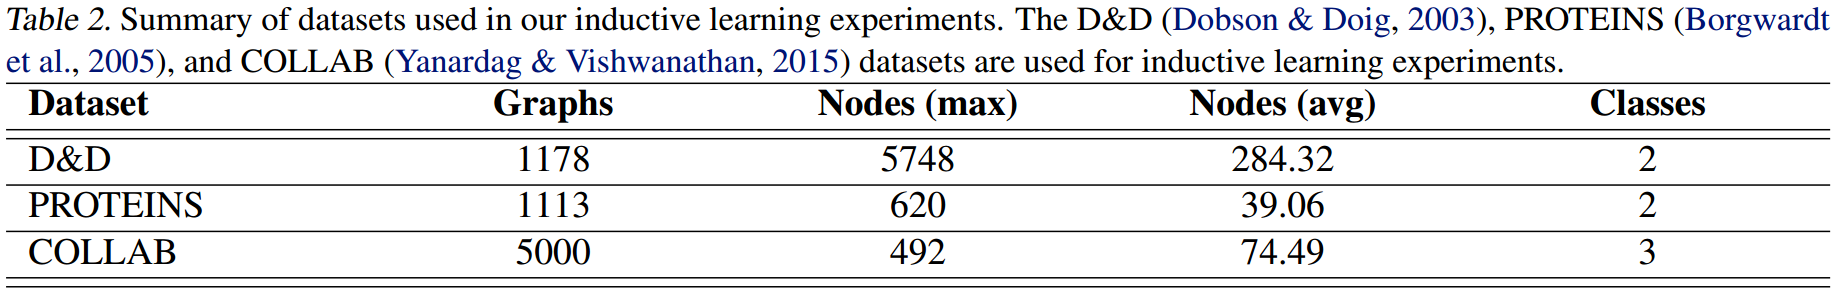 Table 2. Summary of datasets used in our inductive learning experiments. The D&D (Dobson & Doig, 2003), PROTEINS (Borgwardt
et al., 2005), and COLLAB (Yanardag & Vishwanathan, 2015) datasets are used for inductive learning experiments.
Dataset Graphs Nodes (max) Nodes (avg) Classes
D&D 1178 5748 284.32 2
PROTEINS 1113 620 39.06 2
COLLAB 5000 492 74.49 3